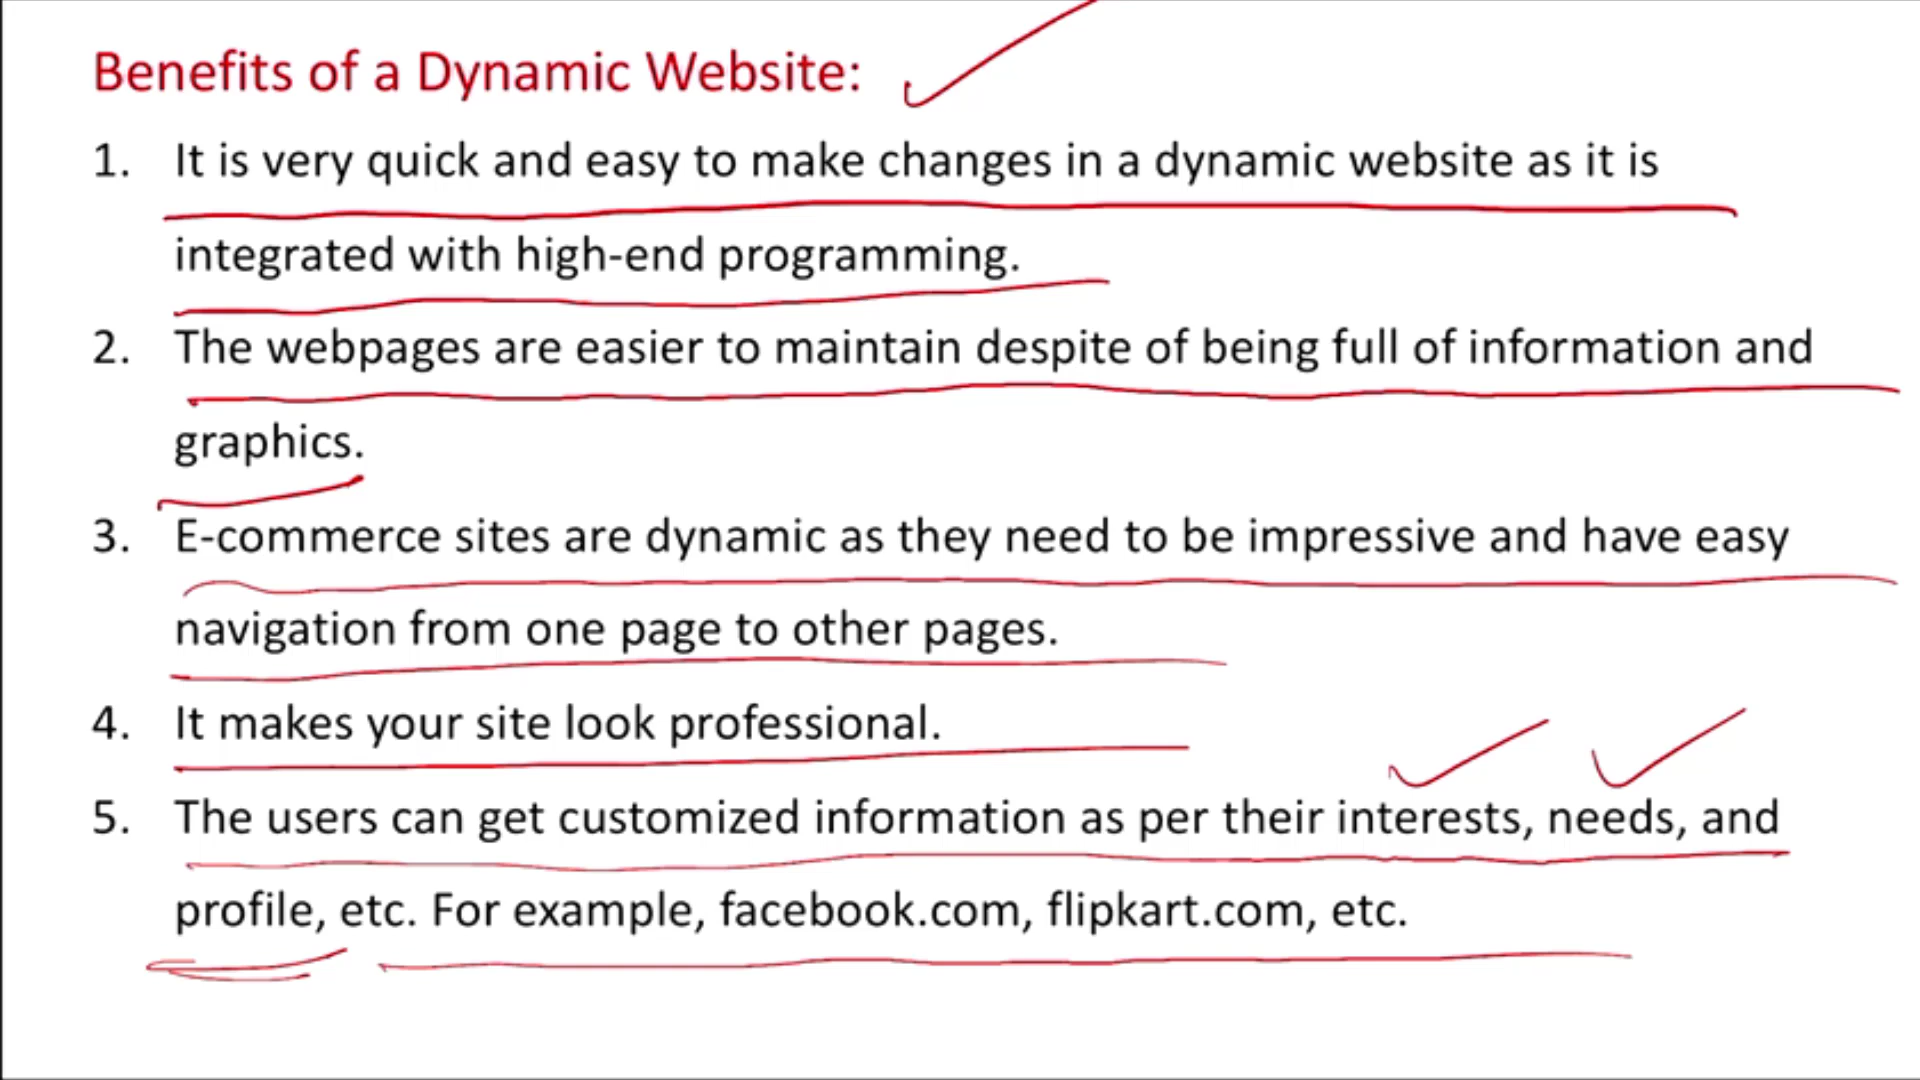 Benefits of a Dynamic Website:
1. It is very quick and easy to make changes in a dynamic website as it is
integrated with high-end programming.
2. The webpages are easier to maintain despite of being full of information and
graphics.
3. E-commerce sites are dynamic as they need to be impressive and have easy
navigation from one page to other pages.
4. It makes your site look professional.
5. The users can get customized information as per their interests, needs, and
profile, etc. For example, facebook.com, flipkart.com, etc.